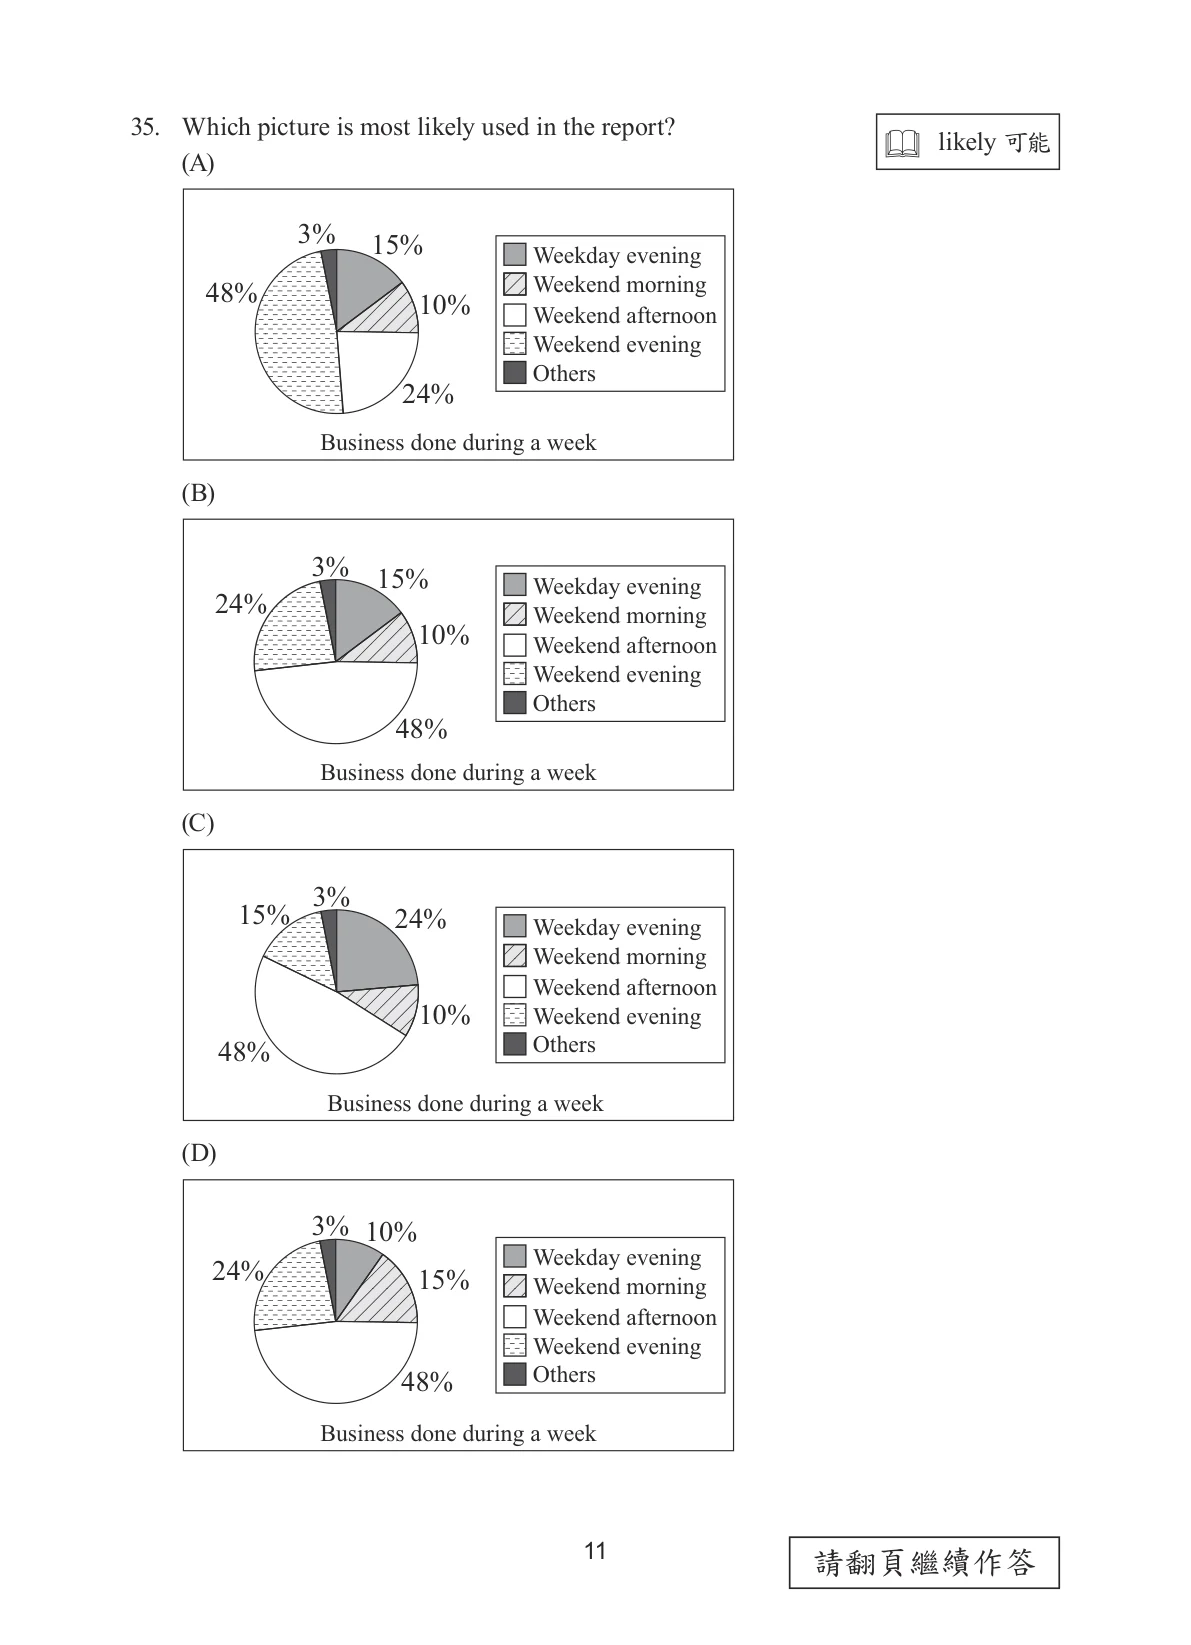 35. Which picture is most likely used in the report?
likely 可能
(A)
3%
15%
48%
10%
24%
Weekday evening
Weekend morning
Weekend afternoon
Weekend evening
Others
Business done during a week
(B)
3%
15%
24%
10%
48%
Weekday evening
Weekend morning
Weekend afternoon
Weekend evening
Others
Business done during a week
(C)
3%
15%
24%
10%
48%
Weekday evening
Weekend morning
Weekend afternoon
Weekend evening
Others
Business done during a week
(D)
3%
10%
24%
15%
48%
Weekday evening
Weekend morning
Weekend afternoon
Weekend evening
Others
Business done during a week
11
請翻頁繼續作答